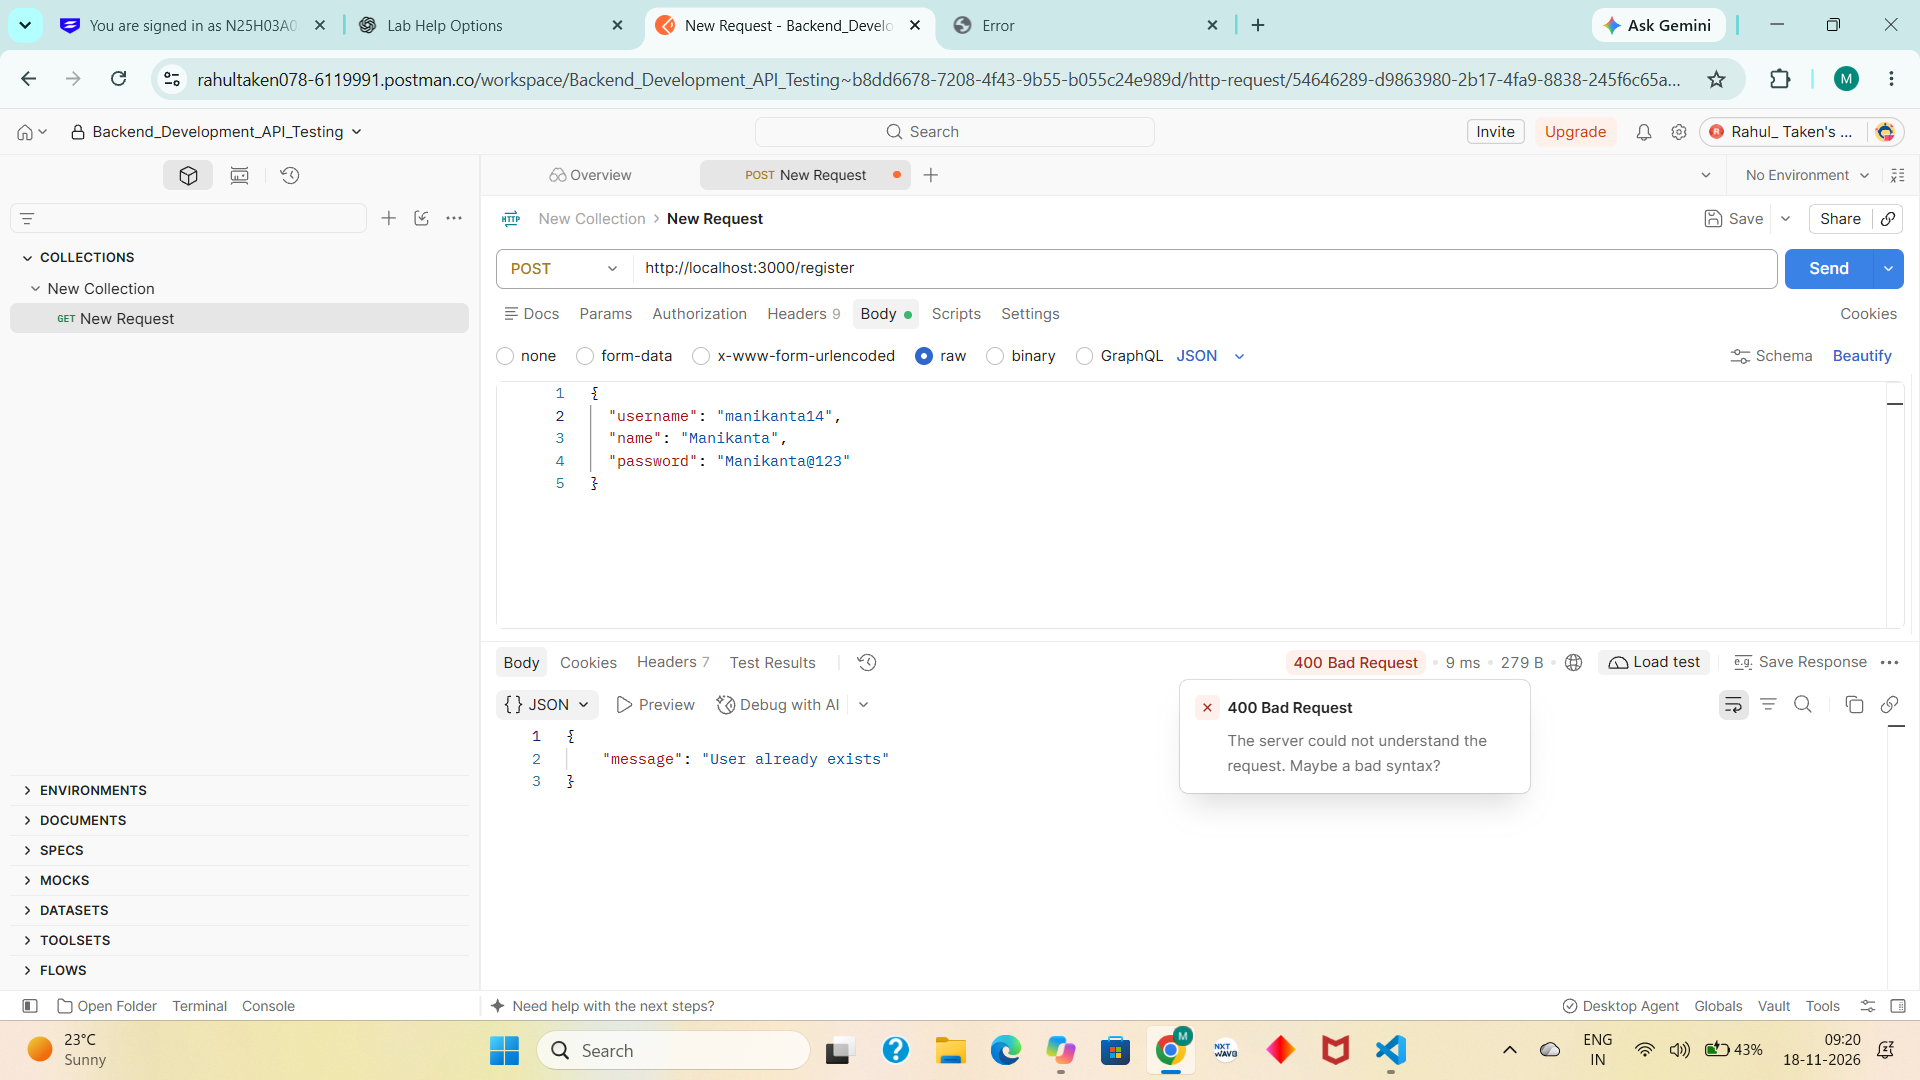 You are signed in as N25H03A0
Lab Help Options
New Request - Backend_Develo
Error
Ask Gemini
rahultaken078-6119991.postman.co/workspace/Backend_Development_API_Testing~b8dd6678-7208-4f43-9b55-b055c24e989d/http-request/54646289-d9863980-2b17-4fa9-8838-245f6c65a...
M
Backend_Development_API_Testing
Search
Invite
Upgrade
R Rahul_ Taken's ...
Overview
POST New Request
No Environment
HTTP New Collection > New Request
Save
Share
COLLECTIONS
New Collection
GET New Request
POST
http://localhost:3000/register
Send
Docs Params Authorization Headers 9 Body Scripts Settings
Cookies
none form-data x-www-form-urlencoded raw binary GraphQL JSON
Schema Beautify
1 {
2 "username": "manikanta14",
3 "name": "Manikanta",
4 "password": "Manikanta@123"
5 }
Body Cookies Headers 7 Test Results
400 Bad Request • 9 ms • 279 B
Load test
e.g. Save Response
{} JSON Preview Debug with AI
400 Bad Request
The server could not understand the
request. Maybe a bad syntax?
1 {
2 "message": "User already exists"
3 }
ENVIRONMENTS
DOCUMENTS
SPECS
MOCKS
DATASETS
TOOLSETS
FLOWS
Open Folder Terminal Console
Need help with the next steps?
Desktop Agent Globals Vault Tools
23°C
Sunny
Search
M
NXT
WAVE
ENG
IN
43%
09:20
18-11-2026